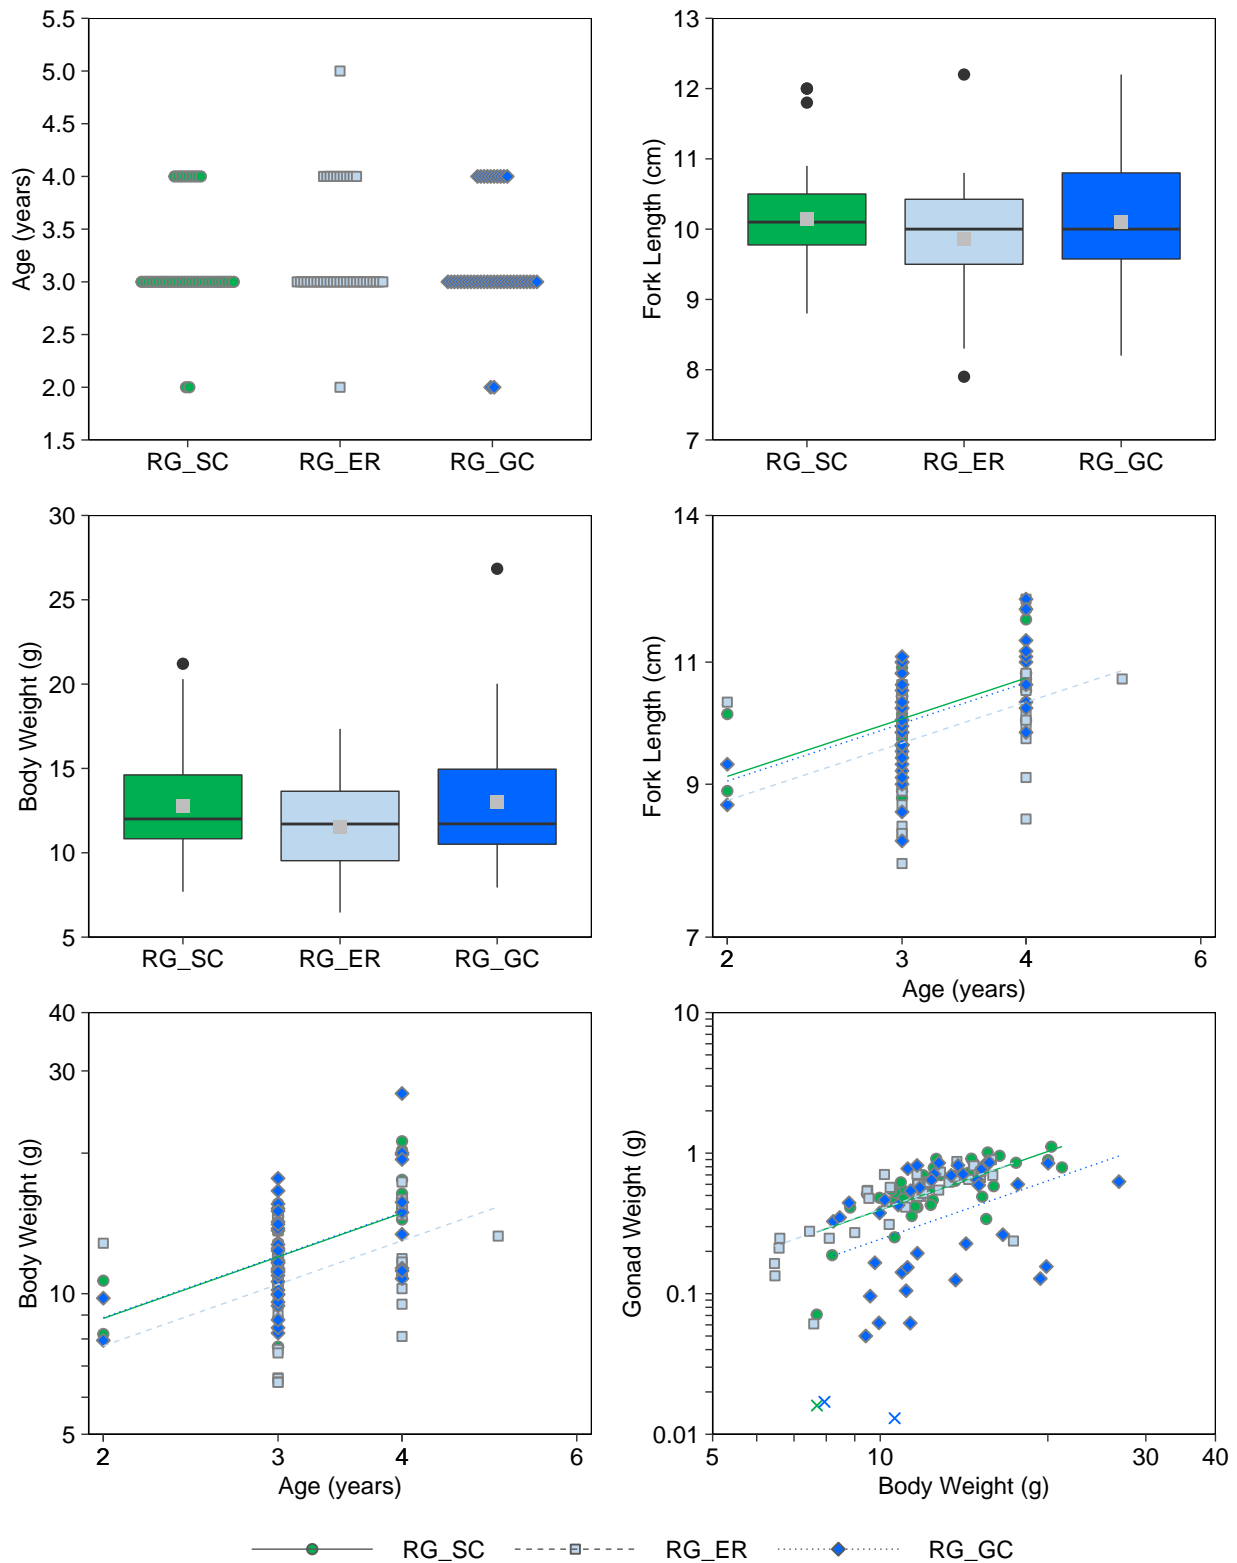 5.5
5.0
4.5
4.0
3.5
3.0
2.5
2.0
1.5
Age (years)
RG_SC RG_ER RG_GC
13
12
11
10
9
8
7
Fork Length (cm)
RG_SC RG_ER RG_GC
30
25
20
15
10
5
Body Weight (g)
RG_SC RG_ER RG_GC
14
11
9
7
Fork Length (cm)
2 3 4 6
Age (years)
40
30
10
5
Body Weight (g)
2 3 4 6
Age (years)
10
1
0.1
0.01
Gonad Weight (g)
5 10 30 40
Body Weight (g)
RG_SC RG_ER RG_GC